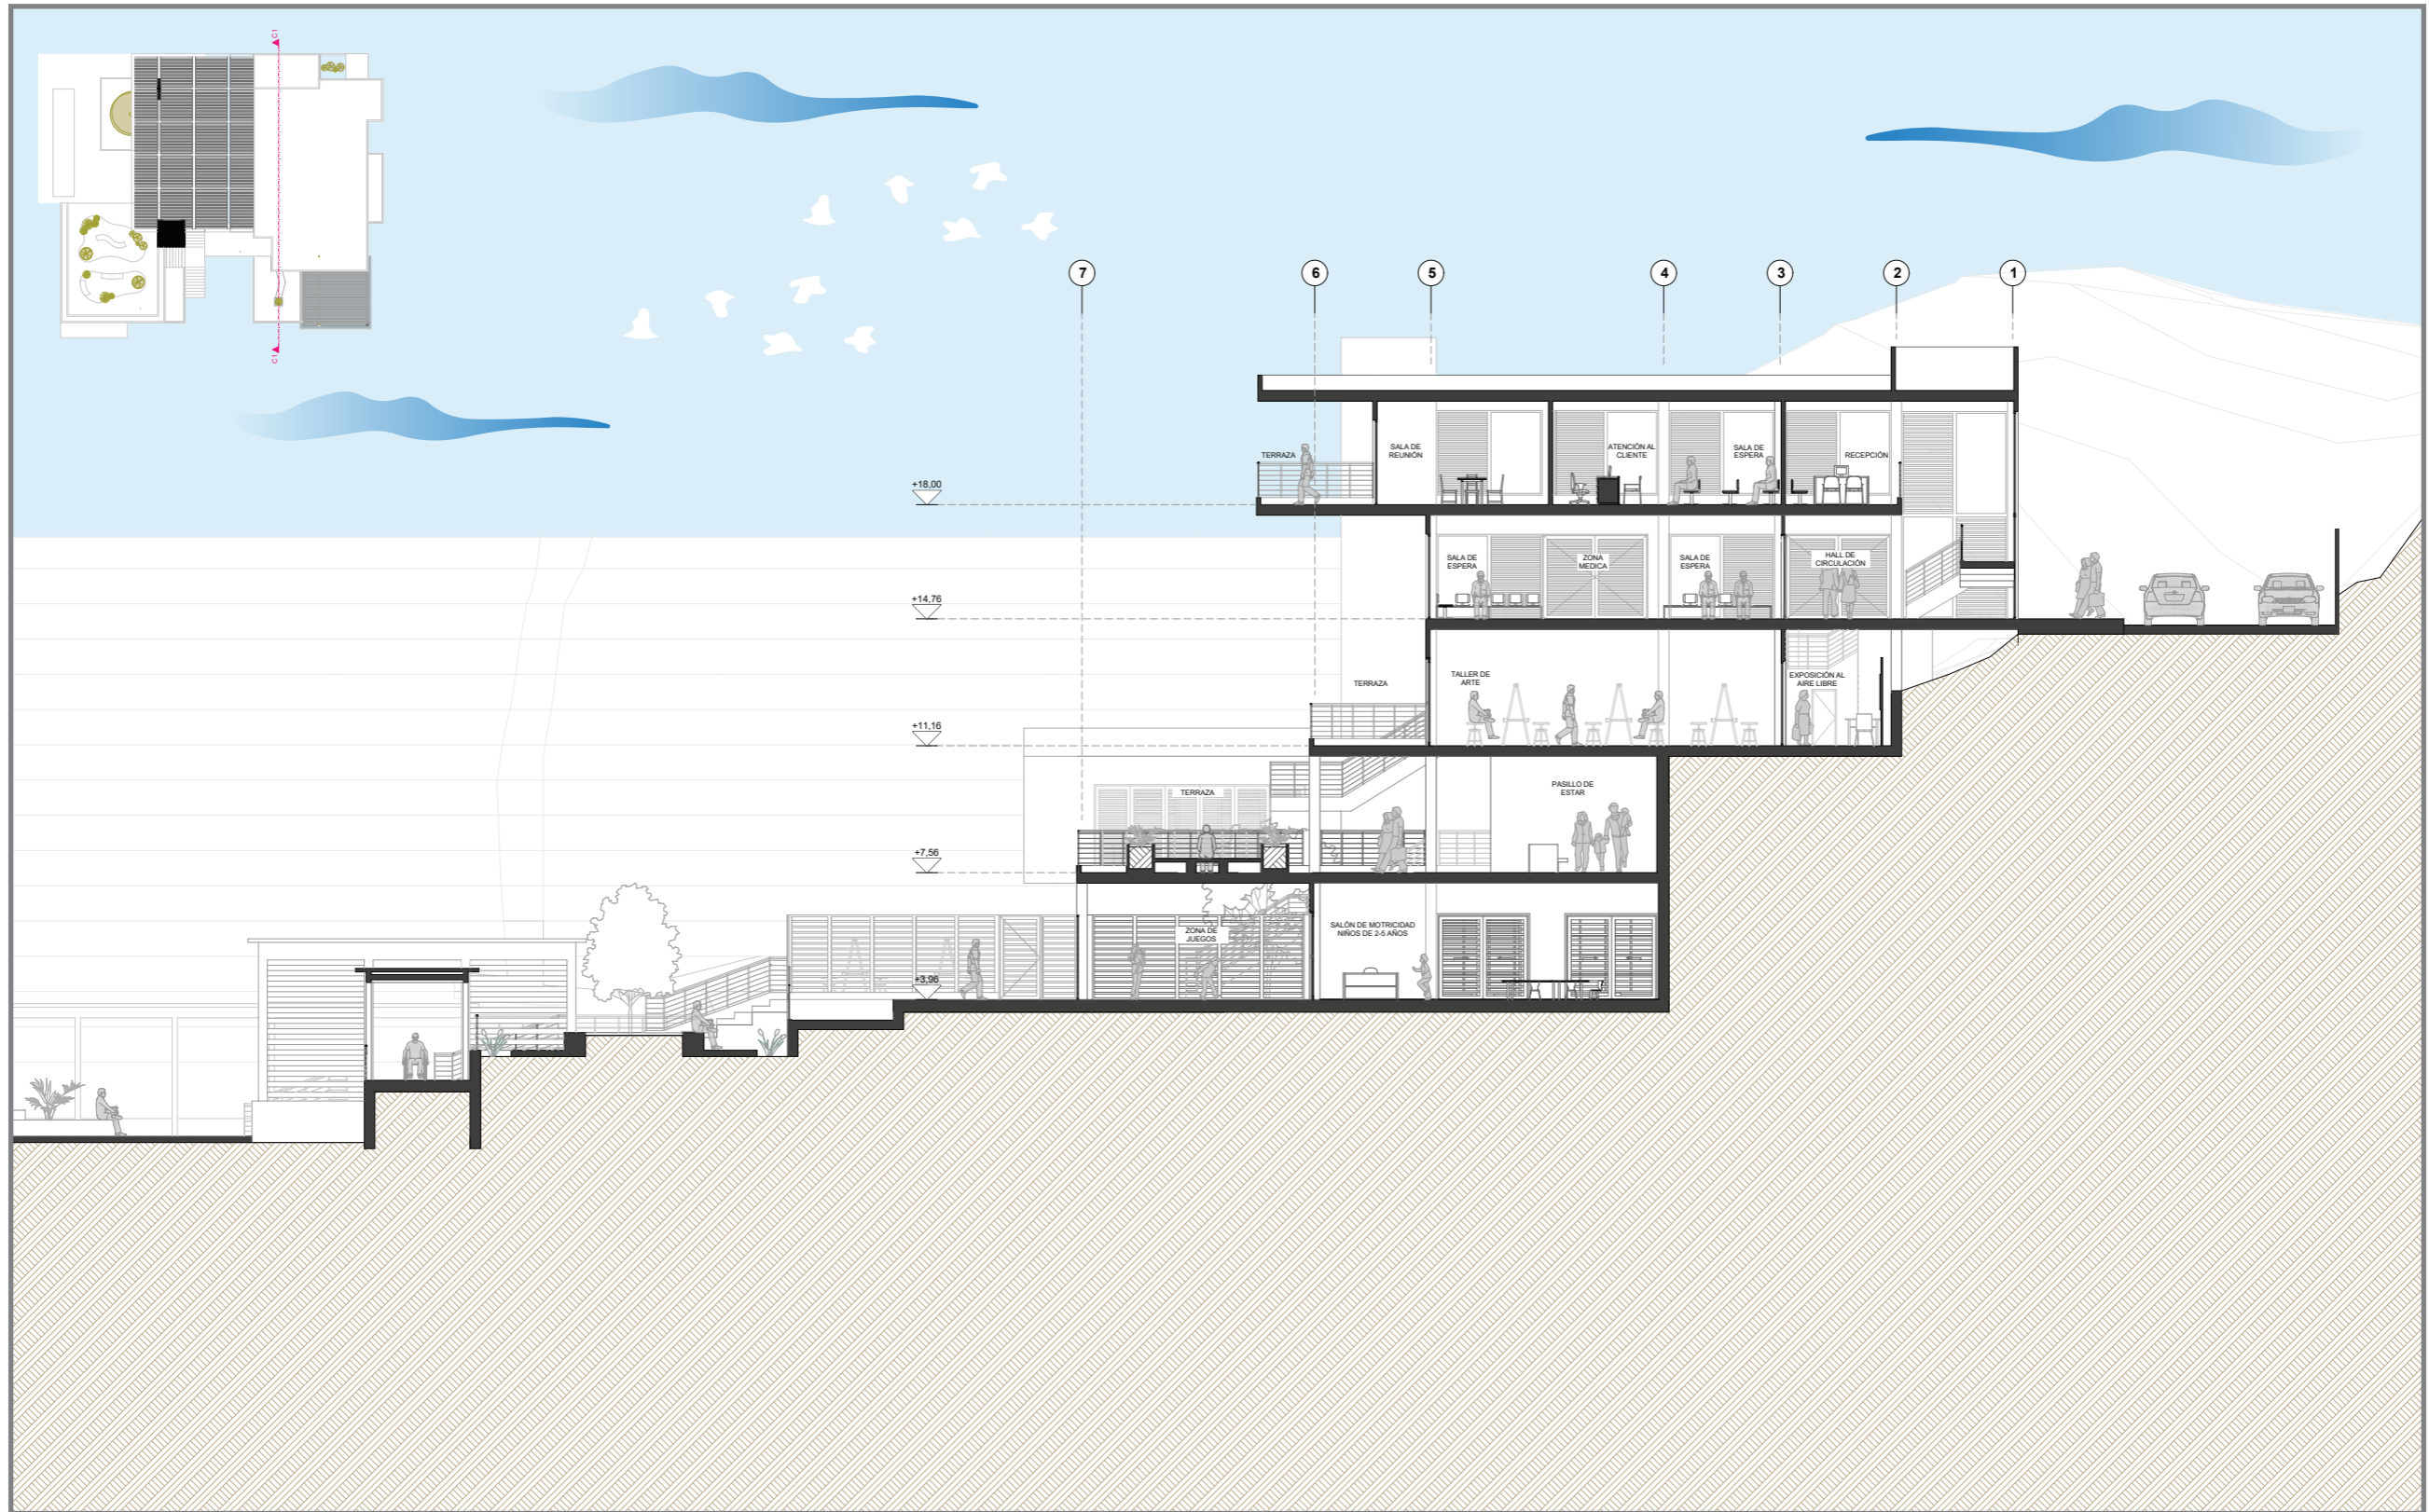 C1
C1
7
6
5
4
3
2
1
TERRAZA
SALA DE
REUNIÓN
ATENCIÓN AL
CLIENTE
SALA DE
ESPERA
RECEPCIÓN
+18,00
SALA DE
ESPERA
ZONA
MEDICA
SALA DE
ESPERA
HALL DE
CIRCULACIÓN
+14,76
TERRAZA
TALLER DE
ARTE
EXPOSICIÓN AL
AIRE LIBRE
+11,16
TERRAZA
PASILLO DE
ESTAR
+7,56
ZONA DE
JUEGOS
SALÓN DE MOTRICIDAD
NIÑOS DE 2-5 AÑOS
+3,96